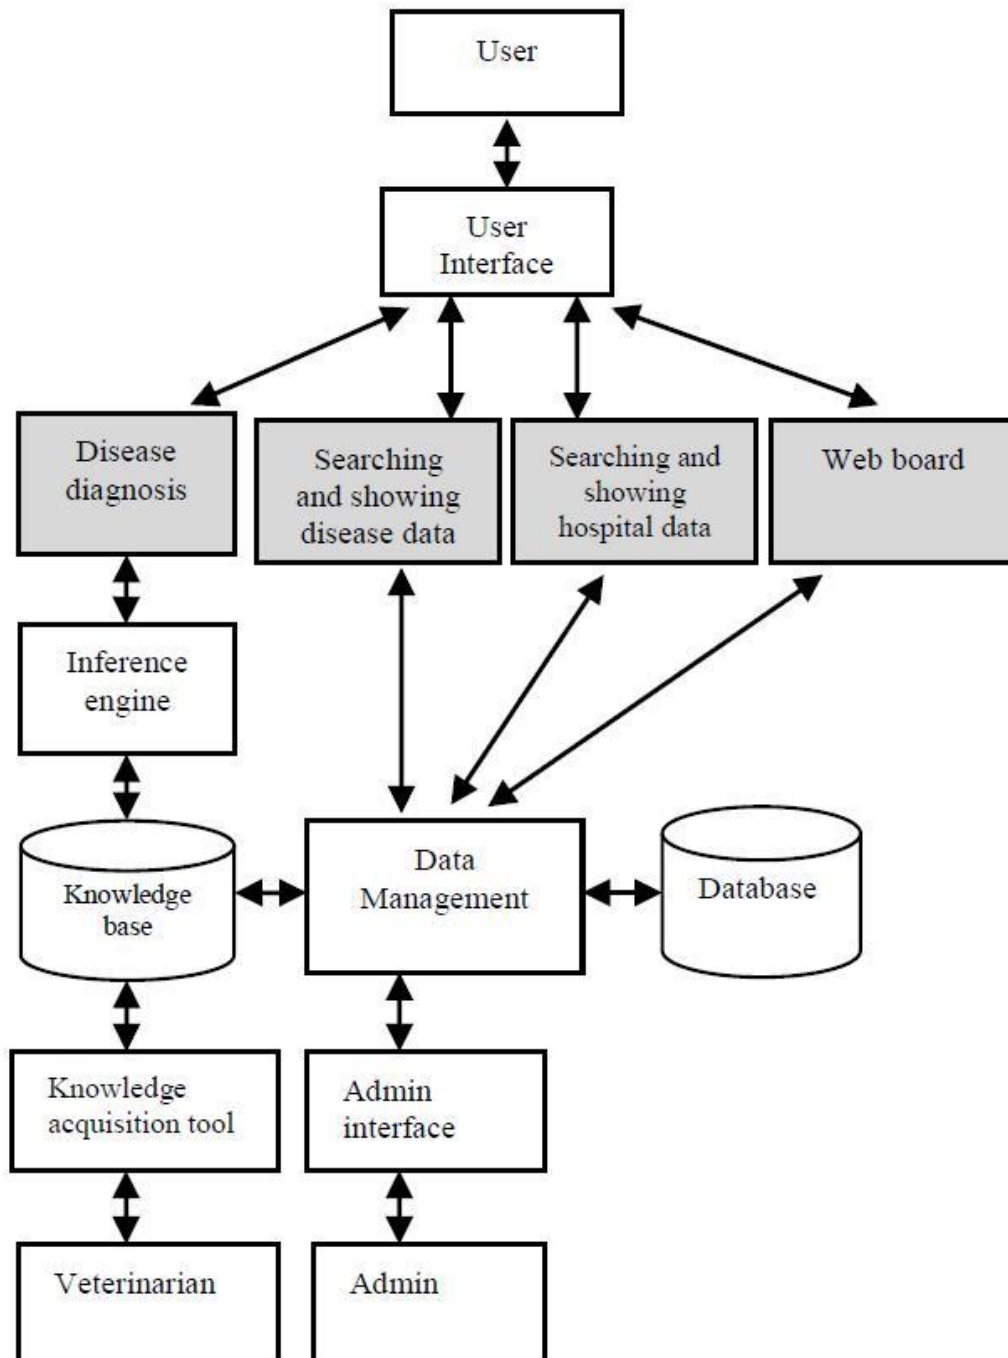 User
User
Interface
Disease
diagnosis
Searching
and showing
disease data
Searching and
showing
hospital data
Web board
Inference
engine
Knowledge
base
Data
Management
Database
Knowledge
acquisition tool
Admin
interface
Veterinarian
Admin